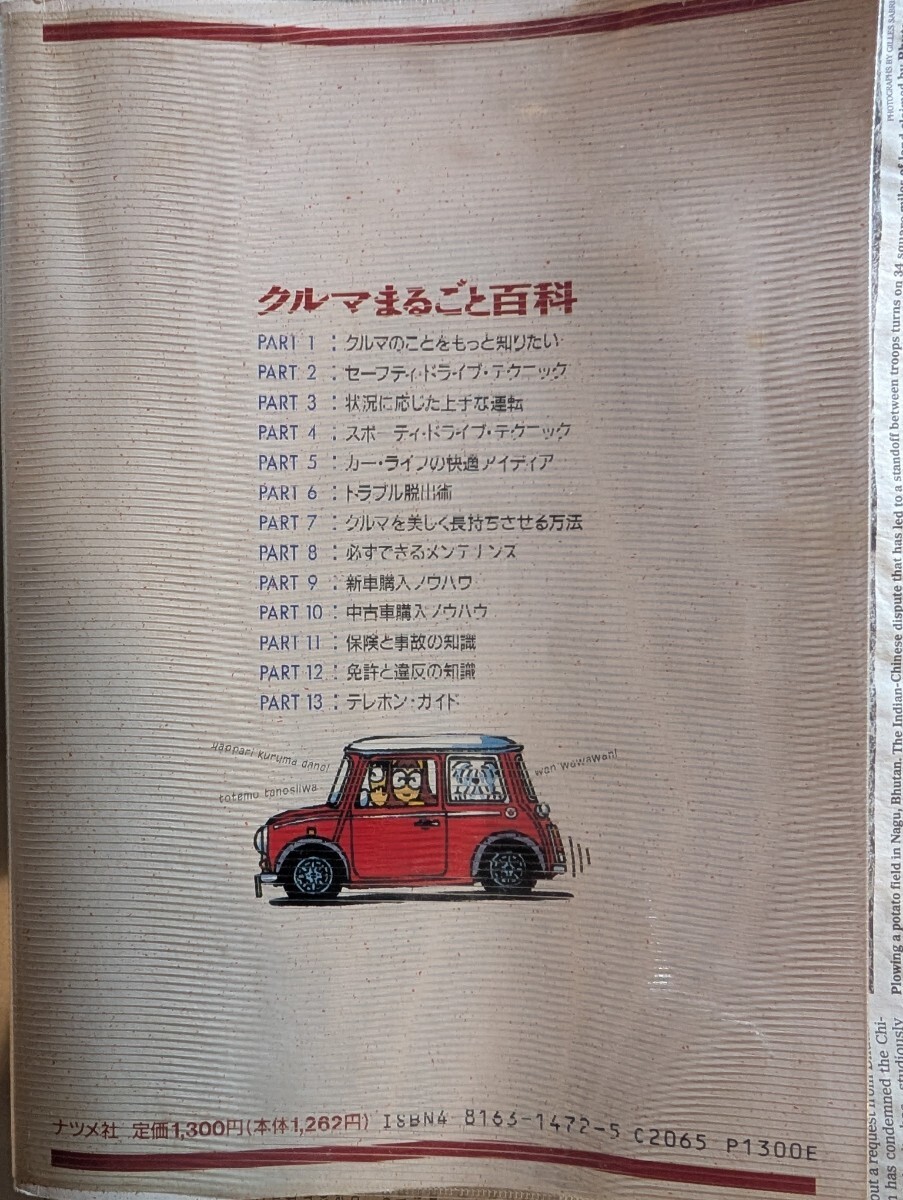 クルマまるごと百科
PART 1 : クルマのことをもっと知りたい
PART 2 : セーフティ・ドライブ・テクニック
PART 3 : 状況に応じた上手な運転
PART 4 : スポーティ・ドライブ・テクニック
PART 5 : カー・ライフの快適アイディア
PART 6 : トラブル脱出術
PART 7 : クルマを美しく長持ちさせる方法
PART 8 : 必ずできるメンテナンス
PART 9 : 新車購入ノウハウ
PART 10 : 中古車購入ノウハウ
PART 11 : 保険と事故の知識
PART 12 : 免許と違反の知識
PART 13 : テレホン・ガイド
yappari kuruma dano!
totemo tanosiiwa
wan wawawan!
ナツメ社 定価1,300円(本体1,262円) ISBN4-8163-1472-5 C2065 P1300E
PHOTOGRAPHS BY GILLES
Plowing a potato field in Nagu, Bhutan. The Indian-Chinese dispute that has led to a standoff between troops turns on 34 square miles of land claimed by
out a request from
has condemned the Chi-
studiously